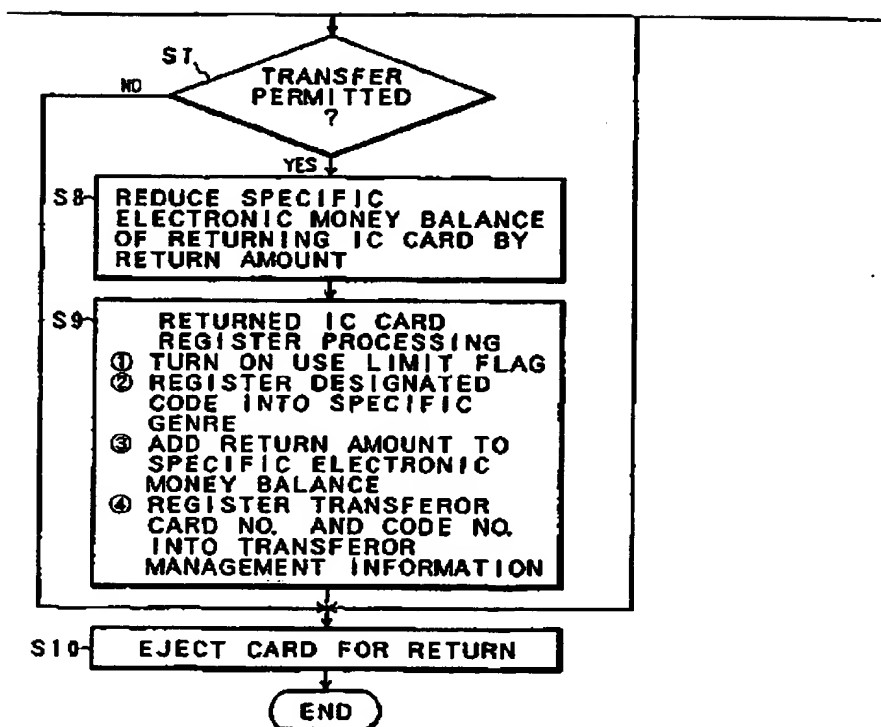 S7
TRANSFER
PERMITTED
?
NO
YES
S8
REDUCE SPECIFIC
ELECTRONIC MONEY BALANCE
OF RETURNING IC CARD BY
RETURN AMOUNT
S9
RETURNED IC CARD
REGISTER PROCESSING
① TURN ON USE LIMIT FLAG
② REGISTER DESIGNATED
CODE INTO SPECIFIC
GENRE
③ ADD RETURN AMOUNT TO
SPECIFIC ELECTRONIC
MONEY BALANCE
④ REGISTER TRANSFEROR
CARD NO. AND CODE NO.
INTO TRANSFEROR
MANAGEMENT INFORMATION
S10
EJECT CARD FOR RETURN
END